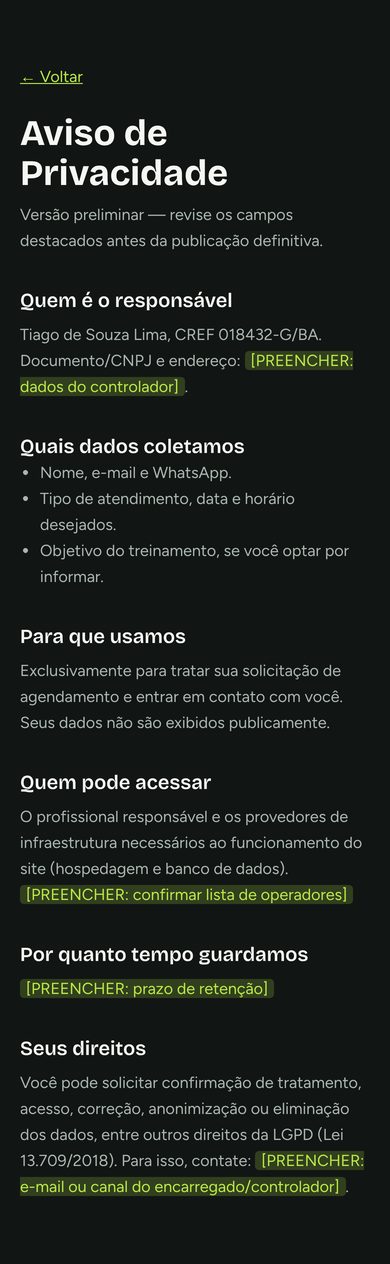 ← Voltar
Aviso de
Privacidade
Versão preliminar — revise os campos
destacados antes da publicação definitiva.
Quem é o responsável
Tiago de Souza Lima, CREF 018432-G/BA.
Documento/CNPJ e endereço: [PREENCHER:
dados do controlador] .
Quais dados coletamos
• Nome, e-mail e WhatsApp.
• Tipo de atendimento, data e horário
desejados.
• Objetivo do treinamento, se você optar por
informar.
Para que usamos
Exclusivamente para tratar sua solicitação de
agendamento e entrar em contato com você.
Seus dados não são exibidos publicamente.
Quem pode acessar
O profissional responsável e os provedores de
infraestrutura necessários ao funcionamento do
site (hospedagem e banco de dados).
[PREENCHER: confirmar lista de operadores]
Por quanto tempo guardamos
[PREENCHER: prazo de retenção]
Seus direitos
Você pode solicitar confirmação de tratamento,
acesso, correção, anonimização ou eliminação
dos dados, entre outros direitos da LGPD (Lei
13.709/2018). Para isso, contate: [PREENCHER:
e-mail ou canal do encarregado/controlador] .